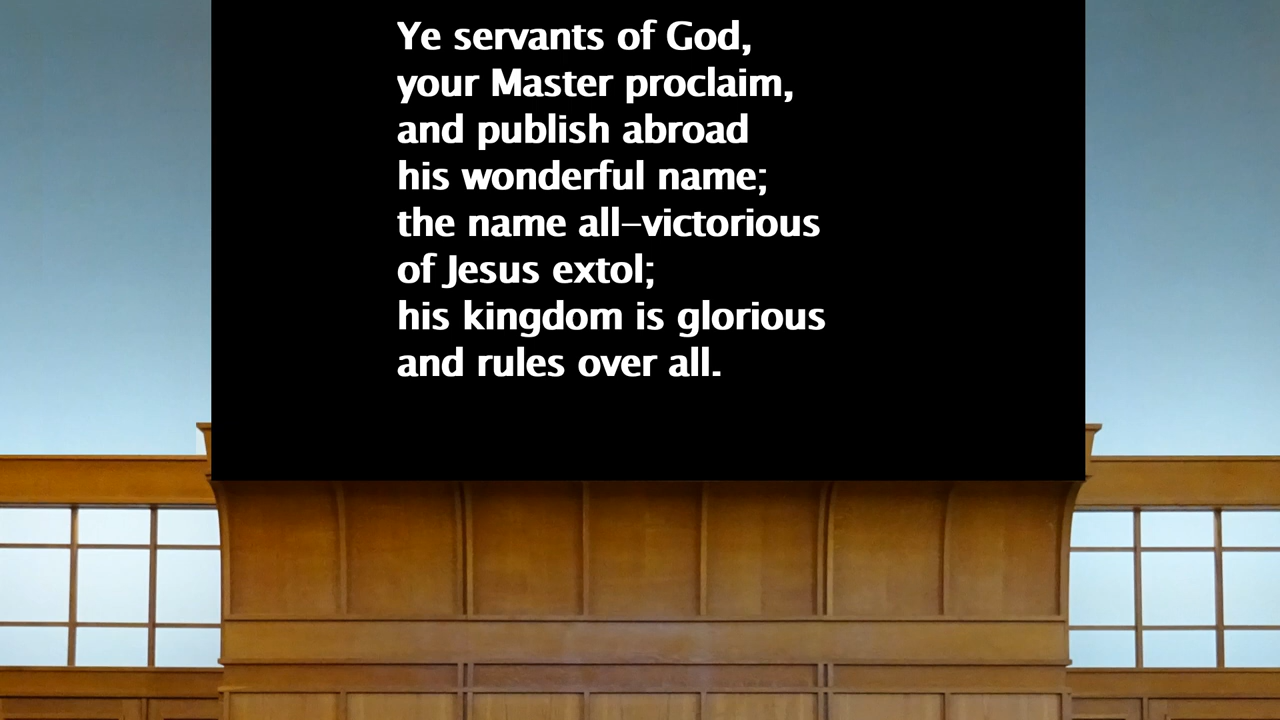 Ye servants of God,
your Master proclaim,
and publish abroad
his wonderful name;
the name all–victorious
of Jesus extol;
his kingdom is glorious
and rules over all.